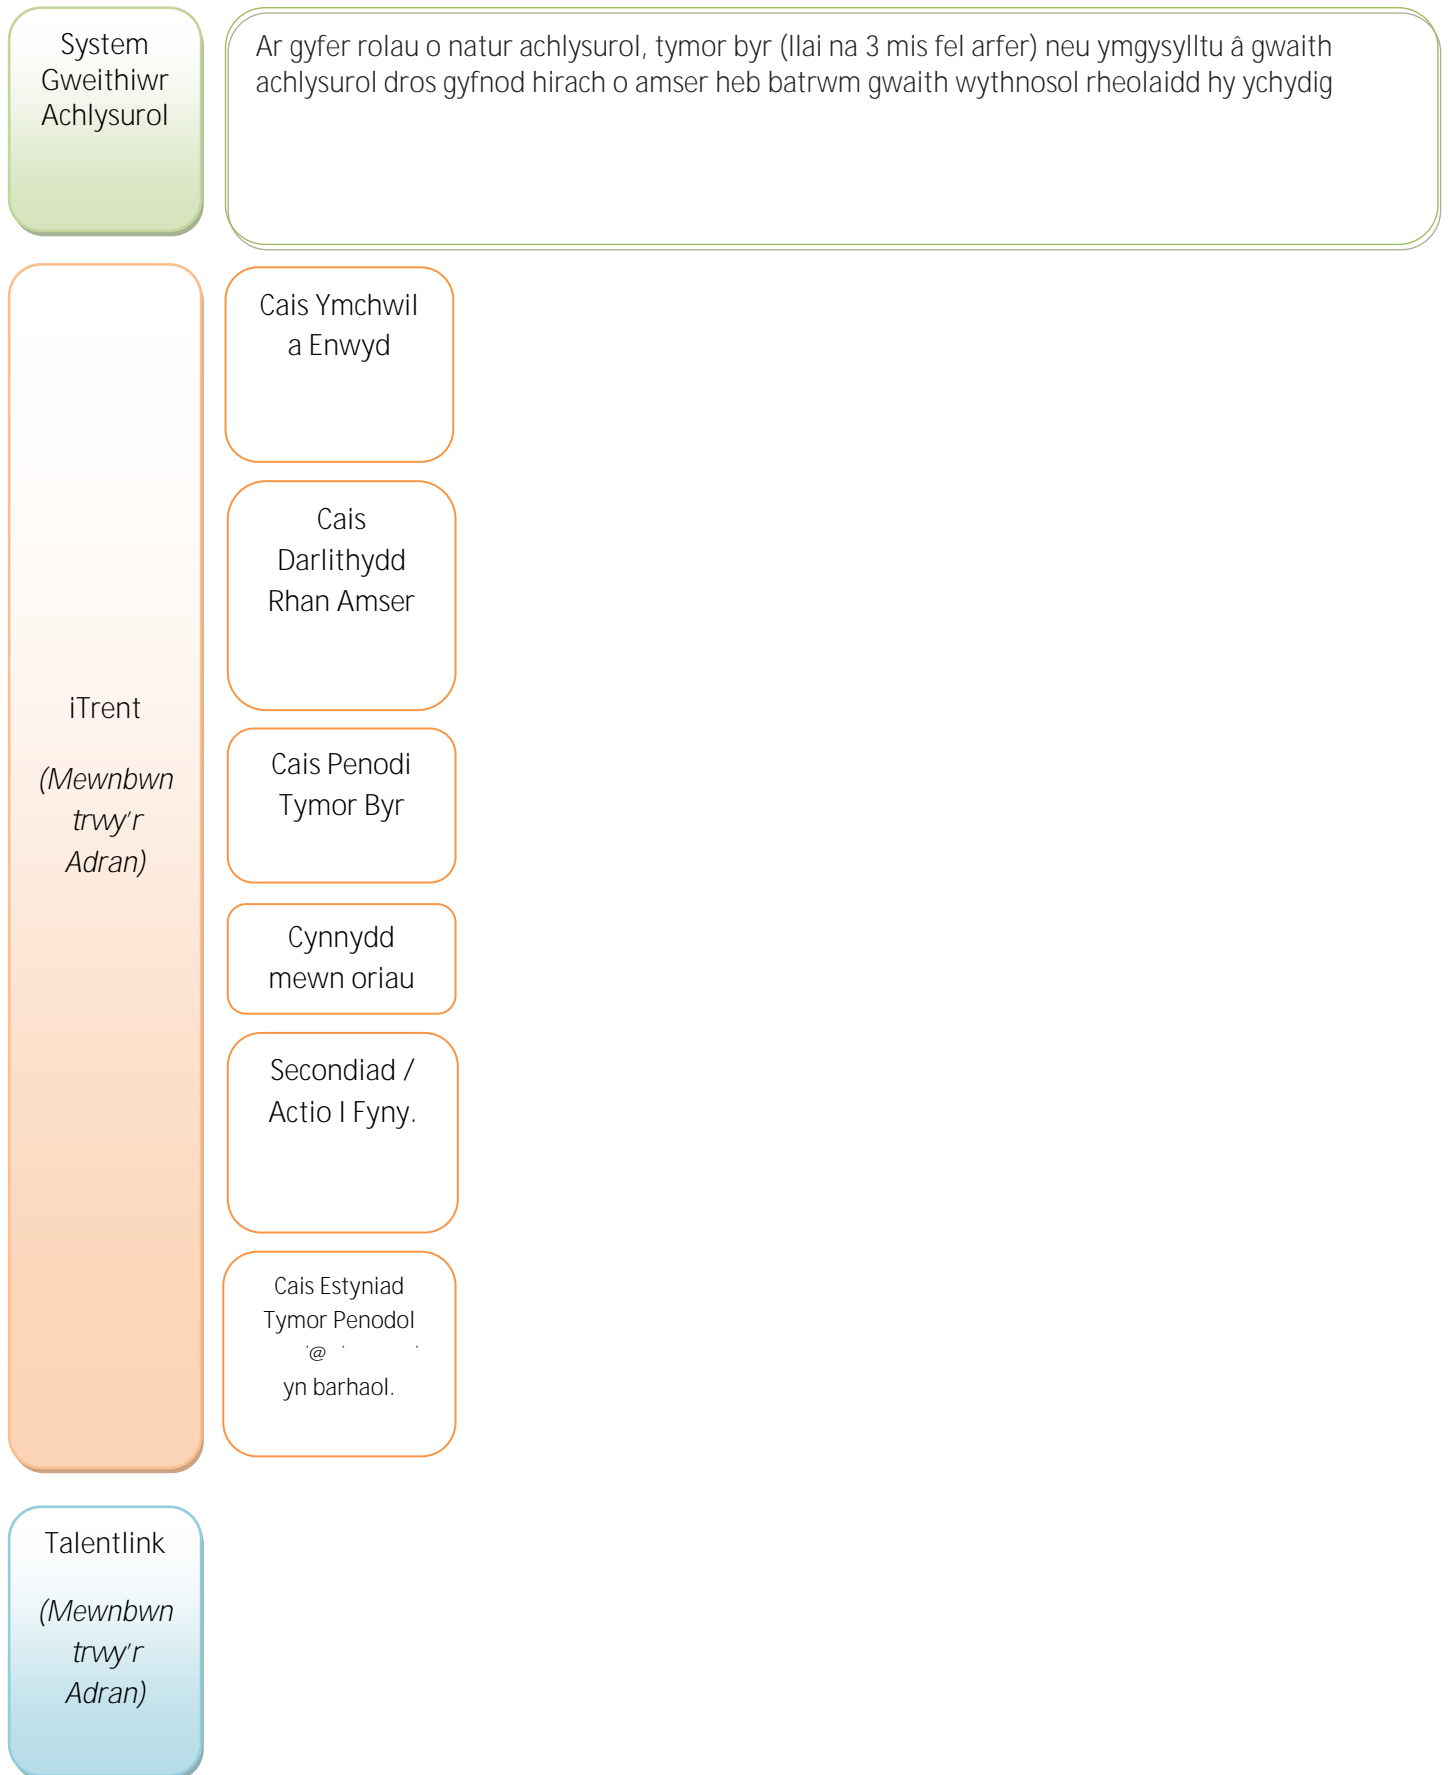 System
Gweithiwr
Achlysurol
Ar gyfer rolau o natur achlysurol, tymor byr (llai na 3 mis fel arfer) neu ymgysylltu â gwaith
achlysurol dros gyfnod hirach o amser heb batrwm gwaith wythnosol rheolaidd hy ychydig
iTrent
(Mewnbwn
trwy'r
Adran)
Cais Ymchwil
a Enwyd
Cais
Darlithydd
Rhan Amser
Cais Penodi
Tymor Byr
Cynnydd
mewn oriau
Secondiad /
Actio I Fyny.
Cais Estyniad
Tymor Penodol
@
yn barhaol.
Talentlink
(Mewnbwn
trwy'r
Adran)